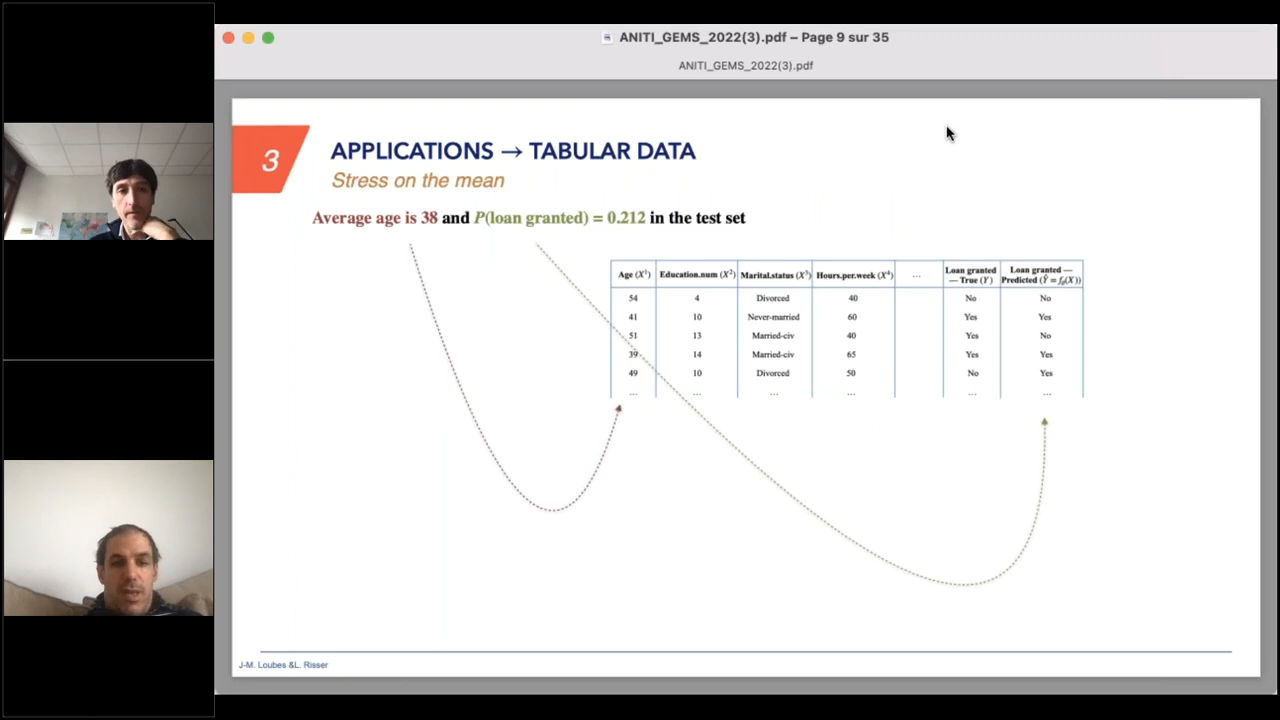 ANITI_GEMS_2022(3).pdf – Page 9 sur 35
ANITI_GEMS_2022(3).pdf
3
APPLICATIONS → TABULAR DATA
Stress on the mean
Average age is 38 and P(loan granted) = 0.212 in the test set
Age (X¹) Education.num (X²) Marital.status (X³) Hours.per.week (X⁴) ... Loan granted — True (Y) Loan granted — Predicted (Ŷ = fθ(X))
54 4 Divorced 40 No No
41 10 Never-married 60 Yes Yes
51 13 Married-civ 40 Yes No
39 14 Married-civ 65 Yes Yes
49 10 Divorced 50 No Yes
... ... ... ... ... ...
J-M. Loubes &L. Risser